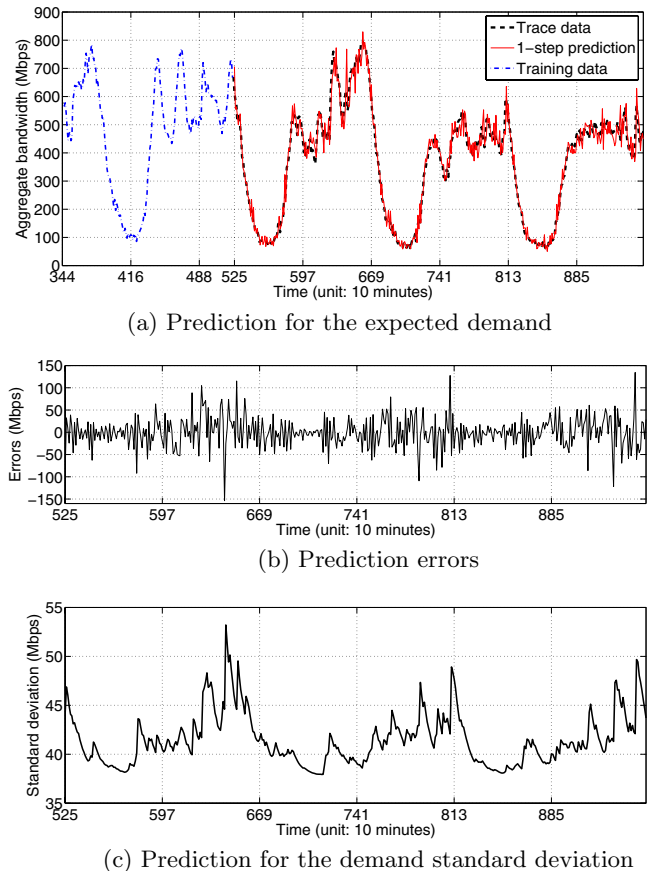 900
800
700
600
500
400
300
200
100
0
Aggregate bandwidth (Mbps)
Trace data
1−step prediction
Training data
344 416 488 525 597 669 741 813 885
Time (unit: 10 minutes)
(a) Prediction for the expected demand
150
100
50
0
−50
−100
−150
Errors (Mbps)
525 597 669 741 813 885
Time (unit: 10 minutes)
(b) Prediction errors
55
50
45
40
35
Standard deviation (Mbps)
525 597 669 741 813 885
Time (unit: 10 minutes)
(c) Prediction for the demand standard deviation